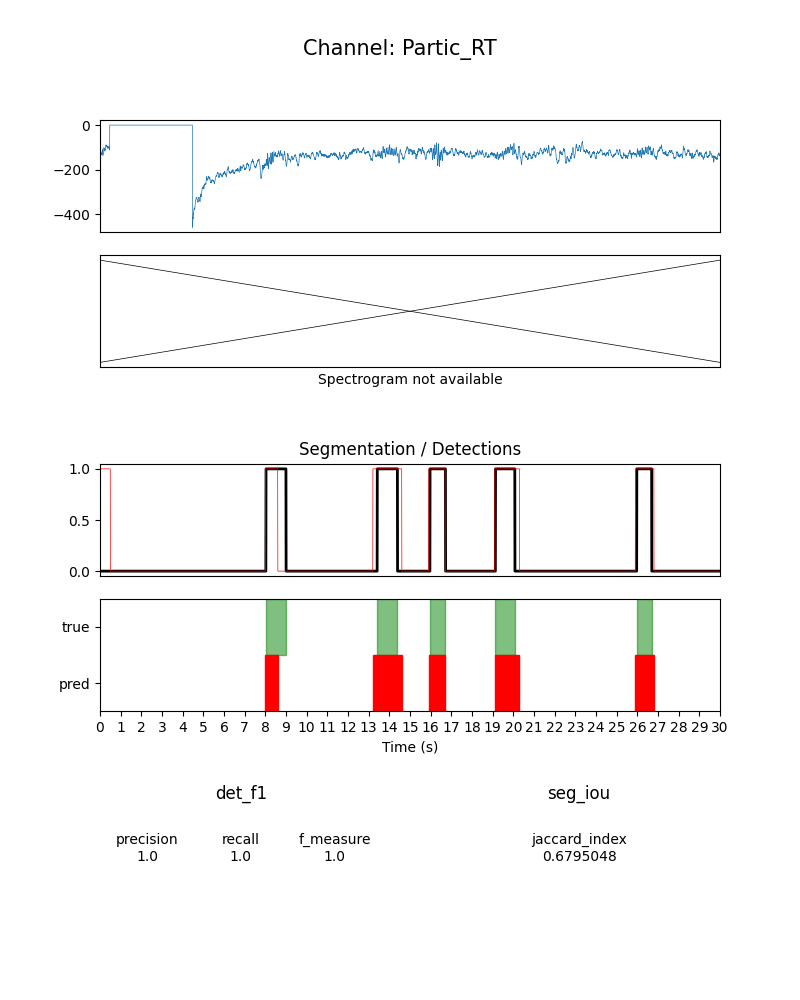 Channel: Partic_RT
0
−200
−400
Spectrogram not available
Segmentation / Detections
1.0
0.5
0.0
true
pred
0 1 2 3 4 5 6 7 8 9 10 11 12 13 14 15 16 17 18 19 20 21 22 23 24 25 26 27 28 29 30
Time (s)
det_f1 seg_iou
precision recall f_measure jaccard_index
1.0 1.0 1.0 0.6795048